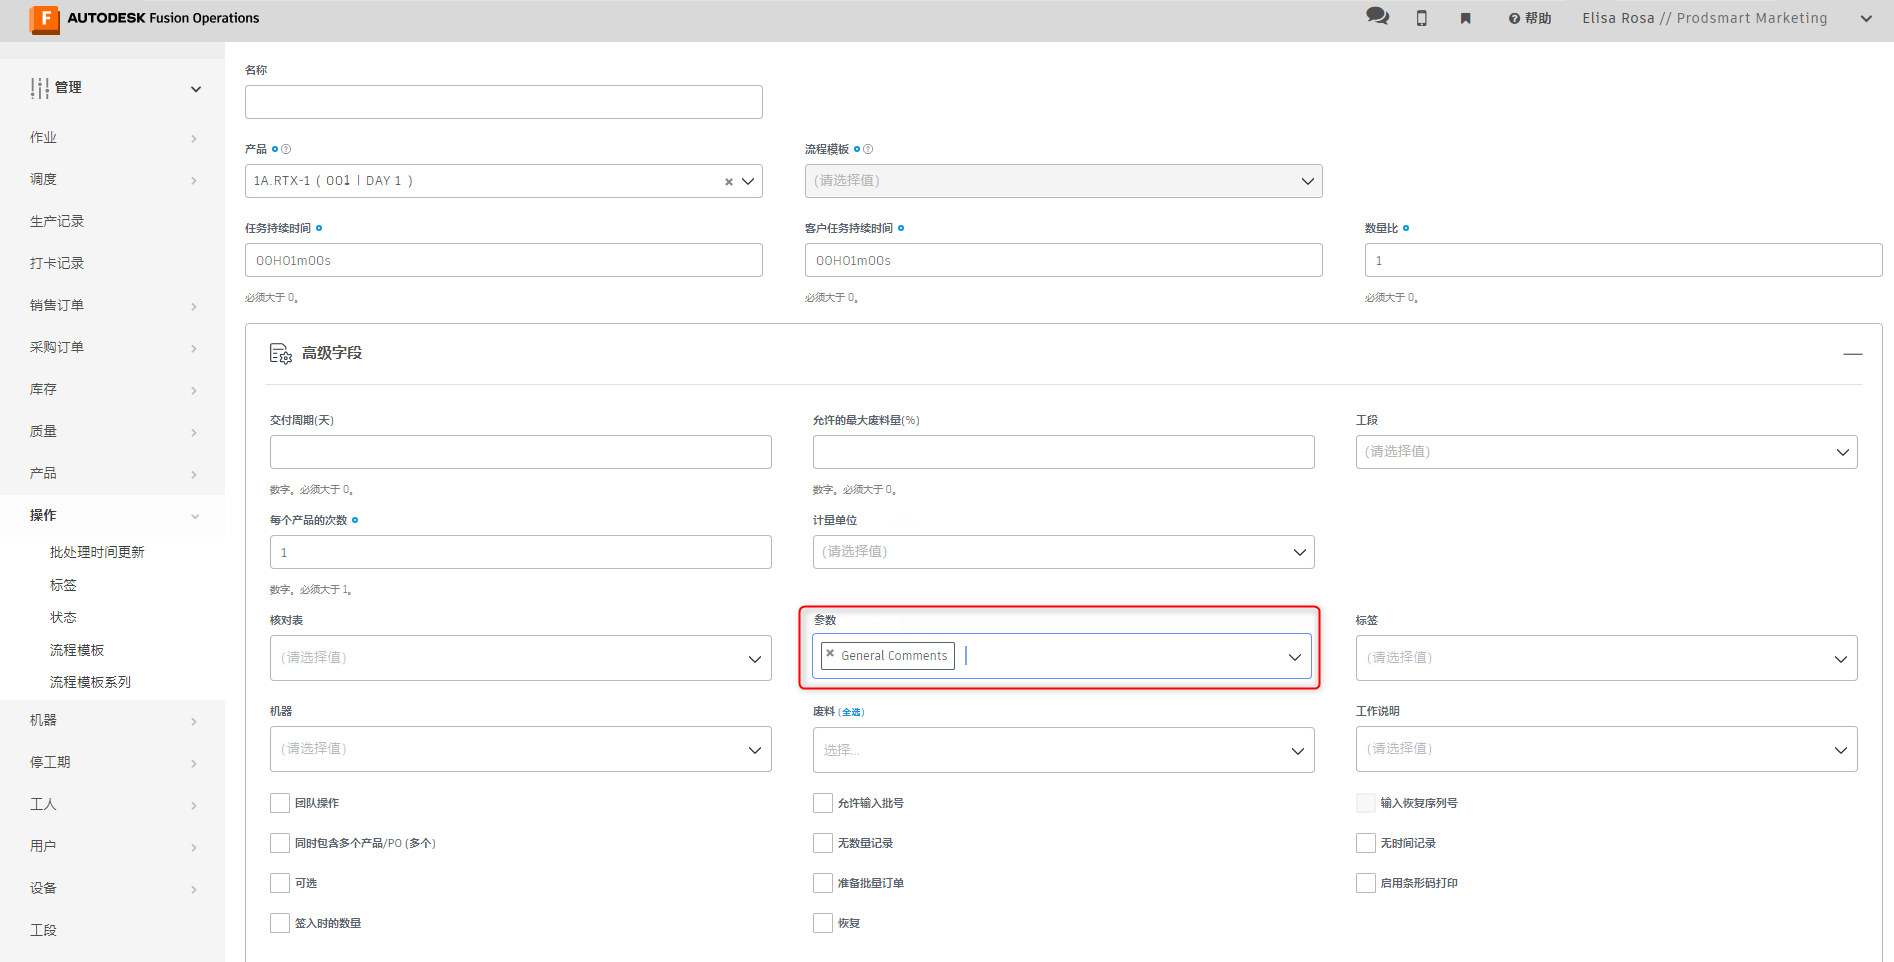 F AUTODESK Fusion Operations
帮助
Elisa Rosa // Prodsmart Marketing
管理
作业
调度
生产记录
打卡记录
销售订单
采购订单
库存
质量
产品
操作
批处理时间更新
标签
状态
流程模板
流程模板系列
机器
停工期
工人
用户
设备
工段
名称
产品
流程模板
1A.RTX-1 ( 001 | DAY 1 )
(请选择值)
任务持续时间
客户任务持续时间
数量比
00H01m00s
00H01m00s
1
必须大于 0。
必须大于 0。
必须大于 0。
高级字段
交付周期(天)
允许的最大废料量(%)
工段
(请选择值)
数字。必须大于 0。
数字。必须大于 0。
每个产品的次数
计量单位
1
(请选择值)
数字。必须大于 1。
核对表
参数
标签
(请选择值)
× General Comments
(请选择值)
机器
废料 (全选)
工作说明
(请选择值)
选择...
(请选择值)
团队操作
允许输入批号
输入恢复序列号
同时包含多个产品/PO (多个)
无数量记录
无时间记录
可选
准备批量订单
启用条形码打印
签入时的数量
恢复